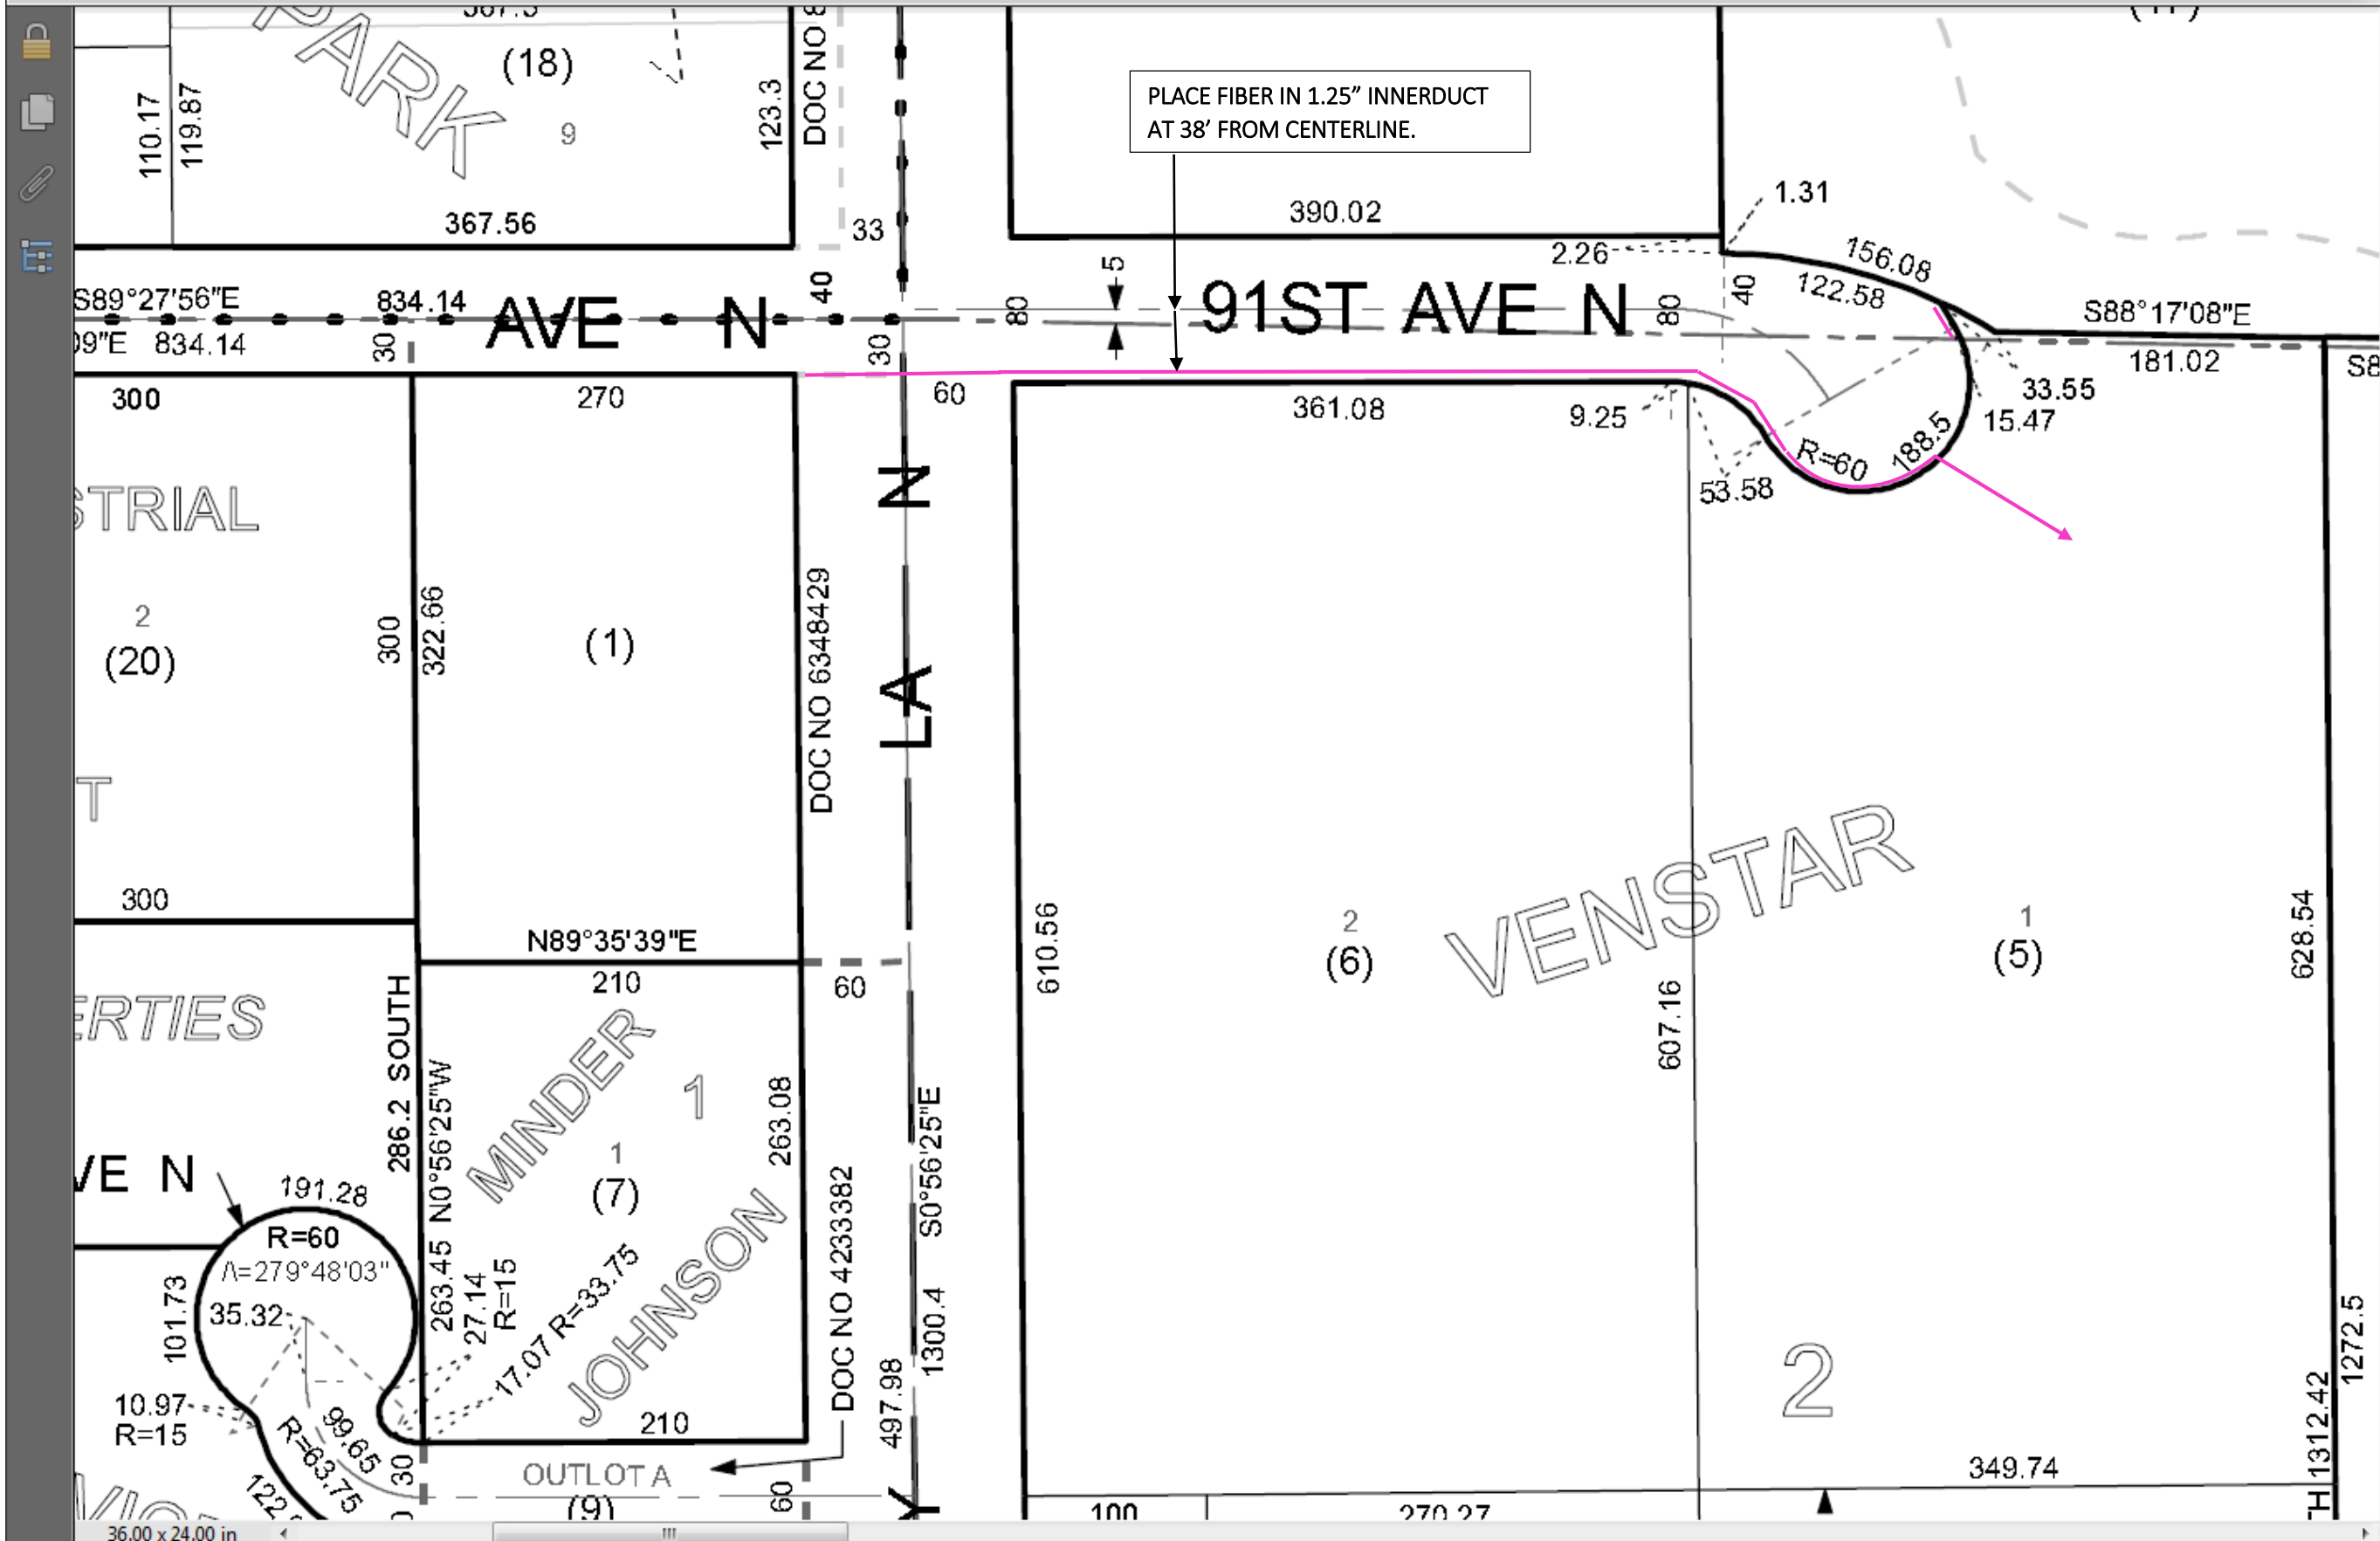 PARK
(18)
9
110.17
119.87
123.3
DOC NO
367.56
33
PLACE FIBER IN 1.25” INNERDUCT
AT 38’ FROM CENTERLINE.
390.02
1.31
2.26
156.08
122.58
40
S89°27'56"E
834.14
AVE N
40
5
80
91ST AVE N
80
S88°17'08"E
09"E
834.14
30
30
181.02
S8
300
270
60
361.08
9.25
33.55
15.47
R=60
188.5
53.58
STRIAL
2
(20)
300
322.66
(1)
DOC NO 6348429
N
LA
T
300
N89°35'39"E
210
60
610.56
2
(6)
VENSTAR
607.16
1
(5)
628.54
ERTIES
286.2 SOUTH
MINDER
1
263.08
1
(7)
JOHNSON
S0°56'25"E
VE N
191.28
R=60
Λ=279°48'03"
35.32
101.73
263.45 N0°56'25"W
27.14
R=15
17.07 R=33.75
DOC NO 4233382
1300.4
497.98
Y
10.97
R=15
99.65
R=63.75
122.
30
210
OUTLOT A
(9)
60
2
349.74
1312.42
1272.5
TH
100
270.27
36.00 x 24.00 in